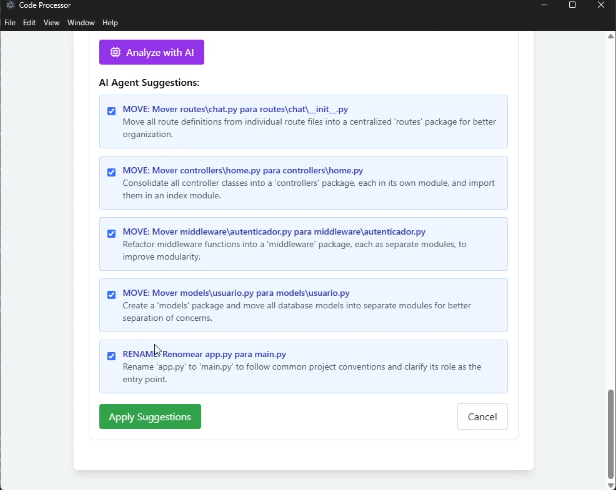 Code Processor
File Edit View Window Help
Analyze with AI
AI Agent Suggestions:
MOVE: Mover routes\chat.py para routes\chat\__init__.py
Move all route definitions from individual route files into a centralized 'routes' package for better
organization.
MOVE: Mover controllers\home.py para controllers\home.py
Consolidate all controller classes into a 'controllers' package, each in its own module, and import
them in an index module.
MOVE: Mover middleware\autenticador.py para middleware\autenticador.py
Refactor middleware functions into a 'middleware' package, each as separate modules, to
improve modularity.
MOVE: Mover models\usuario.py para models\usuario.py
Create a 'models' package and move all database models into separate modules for better
separation of concerns.
RENAME: Renomear app.py para main.py
Rename 'app.py' to 'main.py' to follow common project conventions and clarify its role as the
entry point.
Apply Suggestions
Cancel